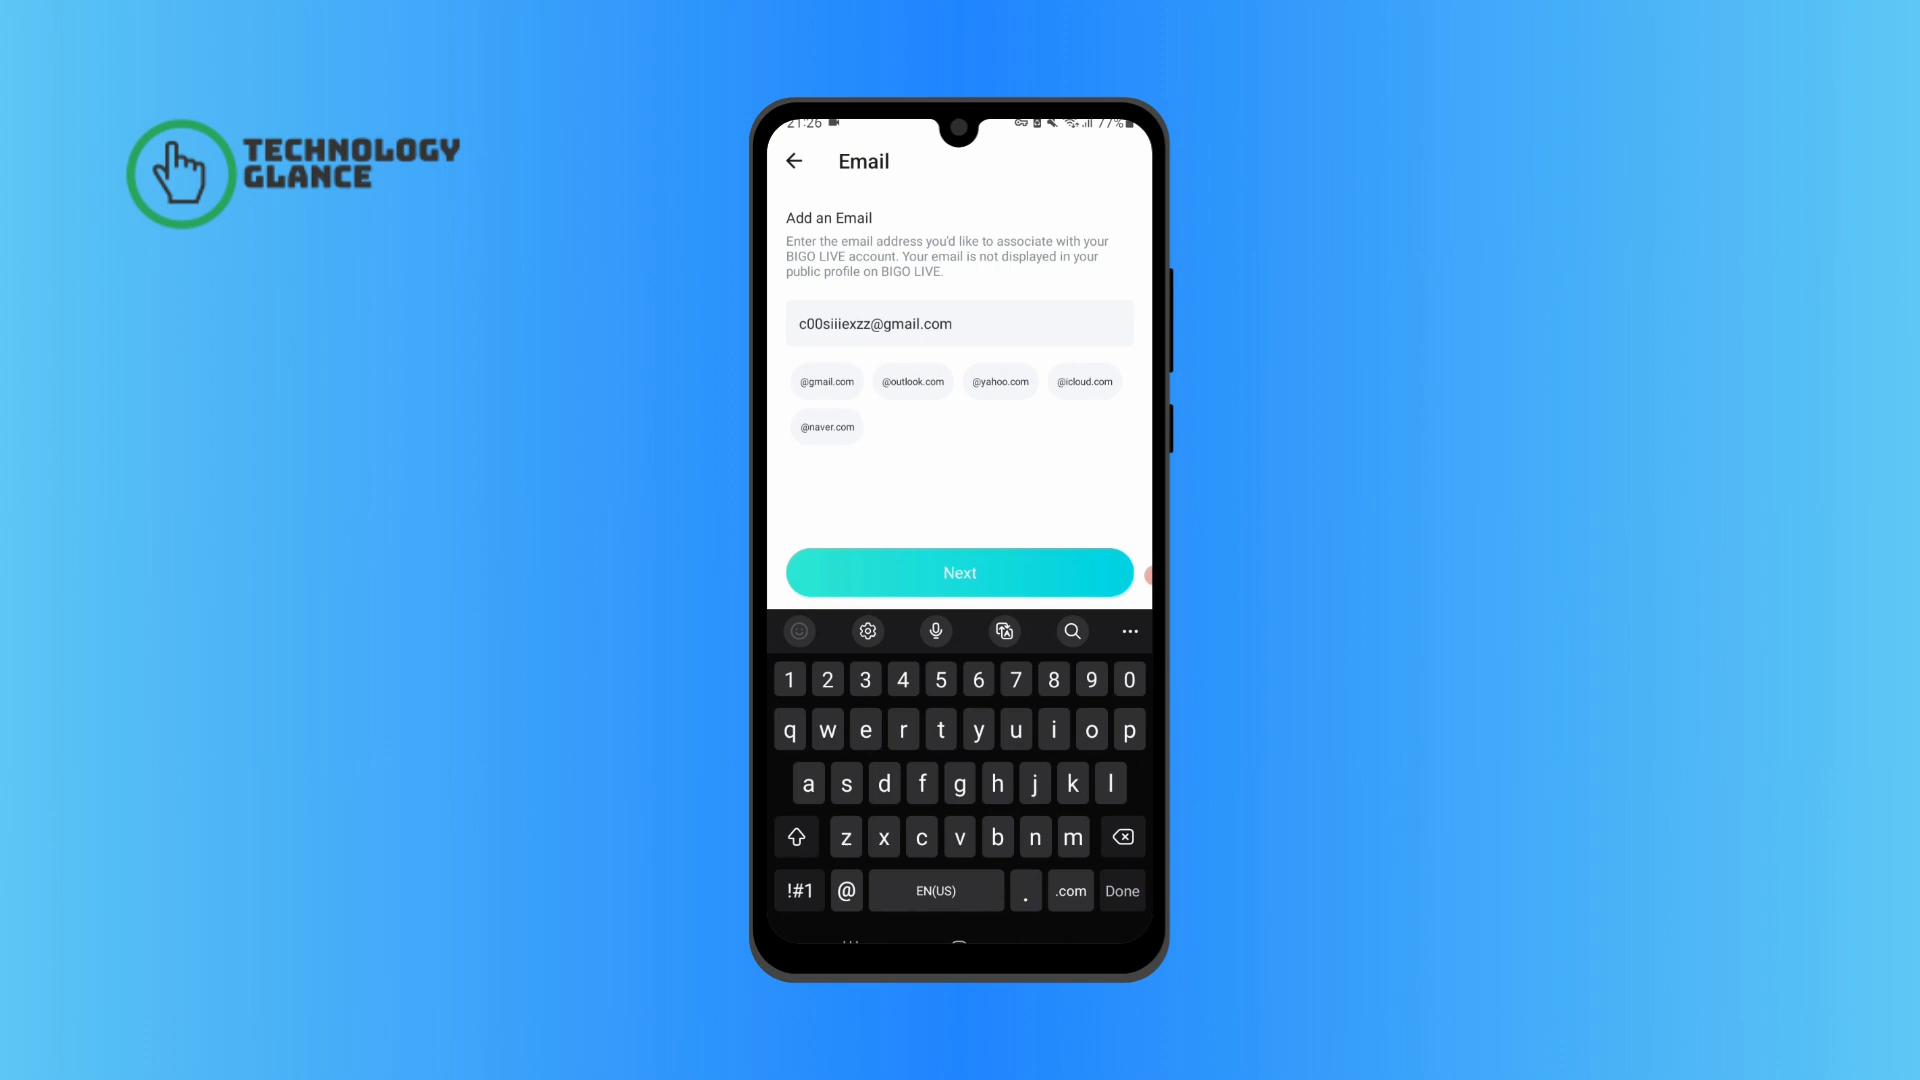 TECHNOLOGY
GLANCE
21:26 77%
Email
Add an Email
Enter the email address you'd like to associate with your
BIGO LIVE account. Your email is not displayed in your
public profile on BIGO LIVE.
c00siiiexzz@gmail.com
@gmail.com @outlook.com @yahoo.com @icloud.com
@naver.com
Next
1 2 3 4 5 6 7 8 9 0
q w e r t y u i o p
a s d f g h j k l
z x c v b n m
!#1 @ EN(US) . .com Done